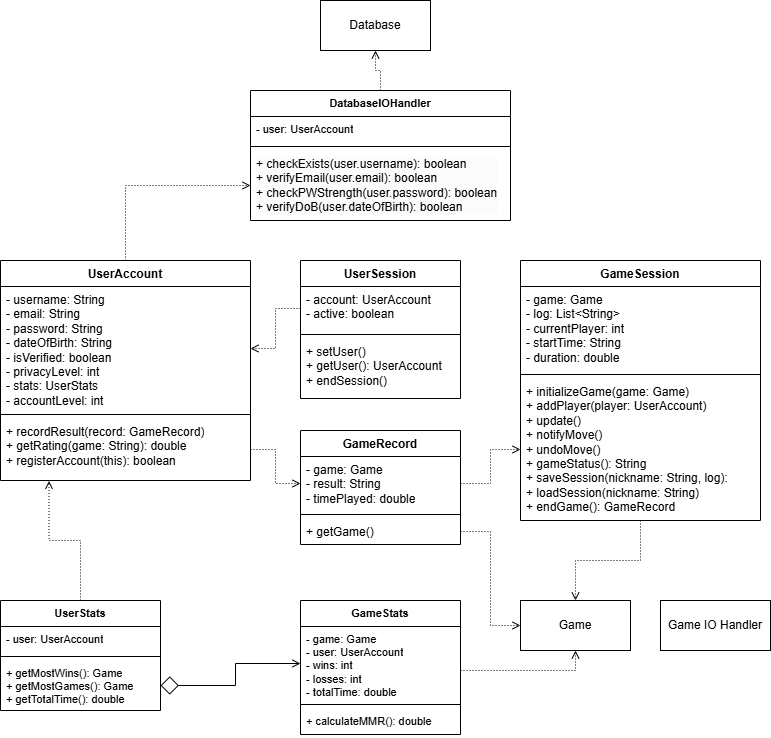 Database
DatabaseIOHandler
- user: UserAccount
+ checkExists(user.username): boolean
+ verifyEmail(user.email): boolean
+ checkPWStrength(user.password): boolean
+ verifyDoB(user.dateOfBirth): boolean
UserAccount
- username: String
- email: String
- password: String
- dateOfBirth: String
- isVerified: boolean
- privacyLevel: int
- stats: UserStats
- accountLevel: int
+ recordResult(record: GameRecord)
+ getRating(game: String): double
+ registerAccount(this): boolean
UserSession
- account: UserAccount
- active: boolean
+ setUser()
+ getUser(): UserAccount
+ endSession()
GameSession
- game: Game
- log: List<String>
- currentPlayer: int
- startTime: String
- duration: double
+ initializeGame(game: Game)
+ addPlayer(player: UserAccount)
+ update()
+ notifyMove()
+ undoMove()
+ gameStatus(): String
+ saveSession(nickname: String, log):
+ loadSession(nickname: String)
+ endGame(): GameRecord
GameRecord
- game: Game
- result: String
- timePlayed: double
+ getGame()
UserStats
- user: UserAccount
+ getMostWins(): Game
+ getMostGames(): Game
+ getTotalTime(): double
GameStats
- game: Game
- user: UserAccount
- wins: int
- losses: int
- totalTime: double
+ calculateMMR(): double
Game
Game IO Handler